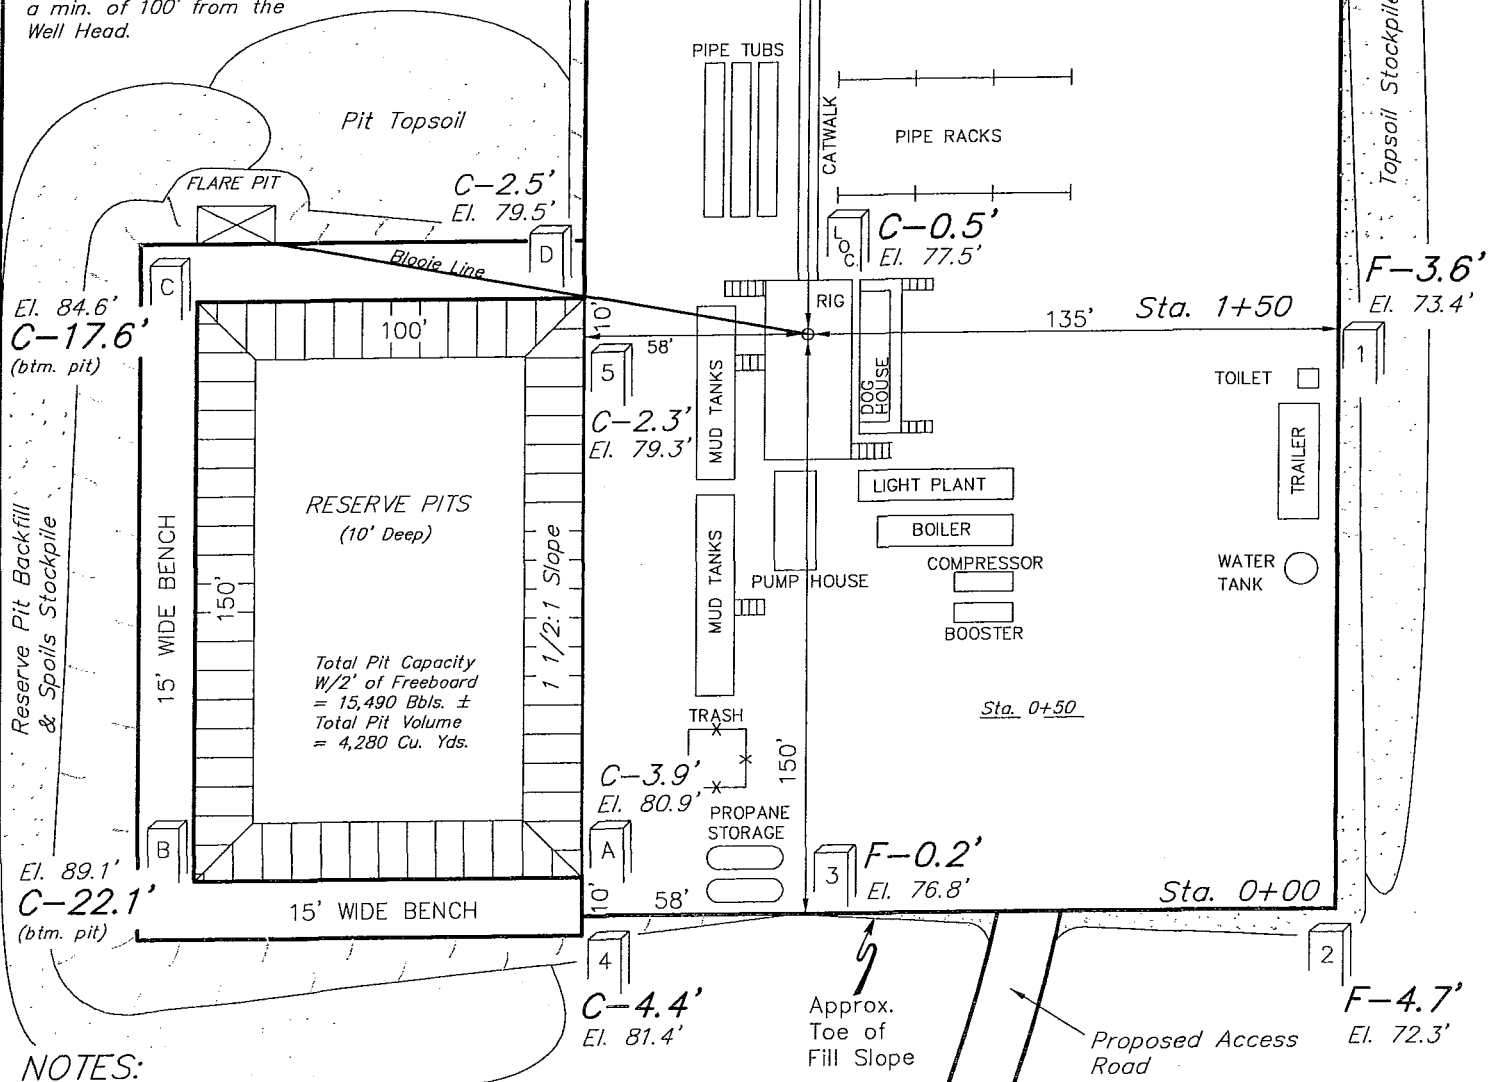 a min. of 100' from the
Well Head.
PIPE TUBS
CATWALK
PIPE RACKS
Topsoil Stockpile
Pit Topsoil
FLARE PIT
C-2.5'
El. 79.5'
D
Blooie Line
C
El. 84.6'
C-17.6'
(btm. pit)
100'
10'
LOC.
C-0.5'
El. 77.5'
RIG
58'
135'
Sta. 1+50
F-3.6'
El. 73.4'
1
5
C-2.3'
El. 79.3'
MUD TANKS
DOG
HOUSE
TOILET
TRAILER
LIGHT PLANT
BOILER
COMPRESSOR
BOOSTER
PUMP HOUSE
WATER
TANK
MUD TANKS
RESERVE PITS
(10' Deep)
Reserve Pit Backfill
& Spoils Stockpile
15' WIDE BENCH
150'
1 1/2:1 Slope
Total Pit Capacity
W/2' of Freeboard
= 15,490 Bbls. ±
Total Pit Volume
= 4,280 Cu. Yds.
TRASH
Sta. 0+50
150'
C-3.9'
El. 80.9'
PROPANE
STORAGE
B
A
El. 89.1'
C-22.1'
(btm. pit)
15' WIDE BENCH
10'
58'
3
F-0.2'
El. 76.8'
Sta. 0+00
4
C-4.4'
El. 81.4'
2
F-4.7'
El. 72.3'
Approx.
Toe of
Fill Slope
Proposed Access
Road
NOTES: